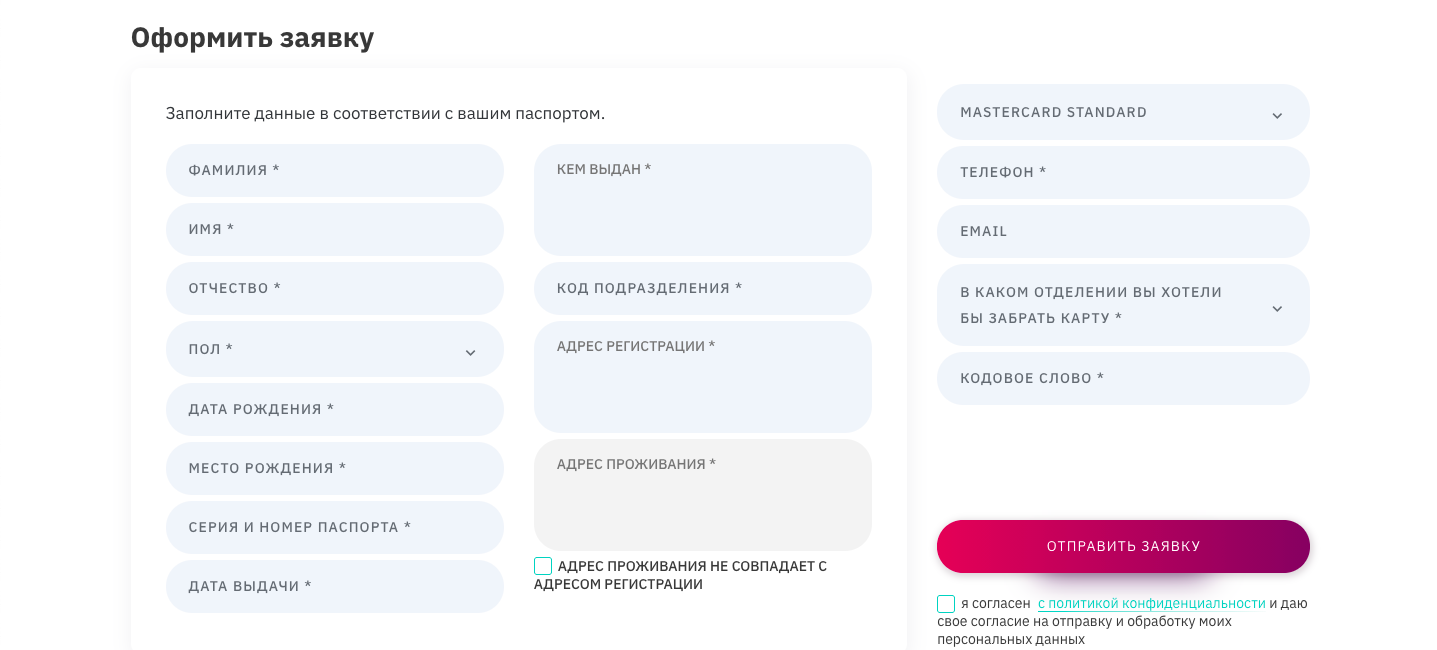 Оформить заявку
Заполните данные в соответствии с вашим паспортом.
ФАМИЛИЯ *
ИМЯ *
ОТЧЕСТВО *
ПОЛ *
ДАТА РОЖДЕНИЯ *
МЕСТО РОЖДЕНИЯ *
СЕРИЯ И НОМЕР ПАСПОРТА *
ДАТА ВЫДАЧИ *
КЕМ ВЫДАН *
КОД ПОДРАЗДЕЛЕНИЯ *
АДРЕС РЕГИСТРАЦИИ *
АДРЕС ПРОЖИВАНИЯ *
АДРЕС ПРОЖИВАНИЯ НЕ СОВПАДАЕТ С
АДРЕСОМ РЕГИСТРАЦИИ
MASTERCARD STANDARD
ТЕЛЕФОН *
EMAIL
В КАКОМ ОТДЕЛЕНИИ ВЫ ХОТЕЛИ
БЫ ЗАБРАТЬ КАРТУ *
КОДОВОЕ СЛОВО *
ОТПРАВИТЬ ЗАЯВКУ
я согласен с политикой конфиденциальности и даю
свое согласие на отправку и обработку моих
персональных данных